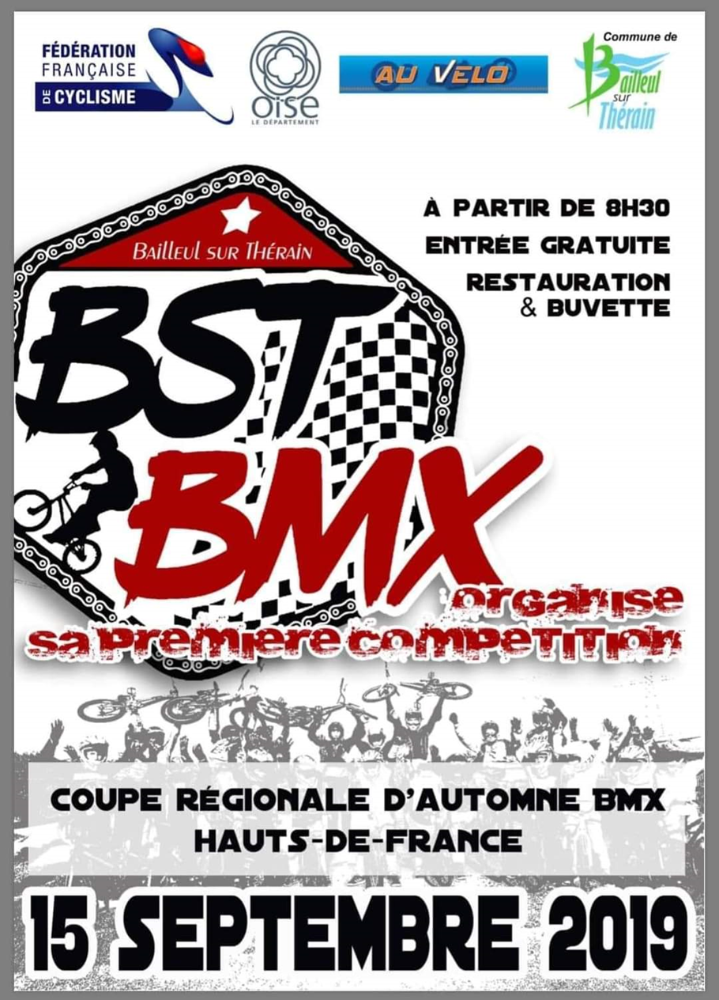 FÉDÉRATION
FRANÇAISE
DE CYCLISME
oise
LE DÉPARTEMENT
AU VELO
Commune de
Bailleul
sur
Thérain
À PARTIR DE 8H30
ENTRÉE GRATUITE
RESTAURATION
& BUVETTE
Bailleul sur Thérain
BST
BMX
organise
sa premiere competition
COUPE RÉGIONALE D'AUTOMNE BMX
HAUTS-DE-FRANCE
15 SEPTEMBRE 2019